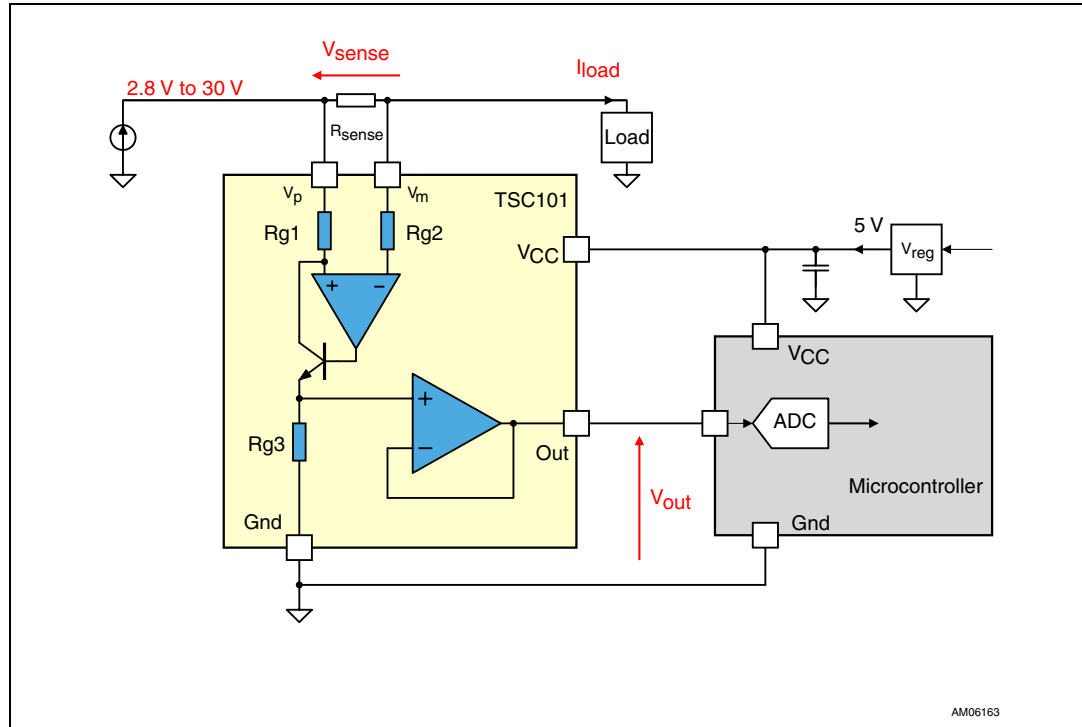 Vsense
Iload
2.8 V to 30 V
Rsense
Load
Vp
Vm
TSC101
Rg1
Rg2
VCC
5 V
Vreg
+
−
VCC
+
−
ADC
Rg3
Out
Vout
Microcontroller
Gnd
Gnd
AM06163